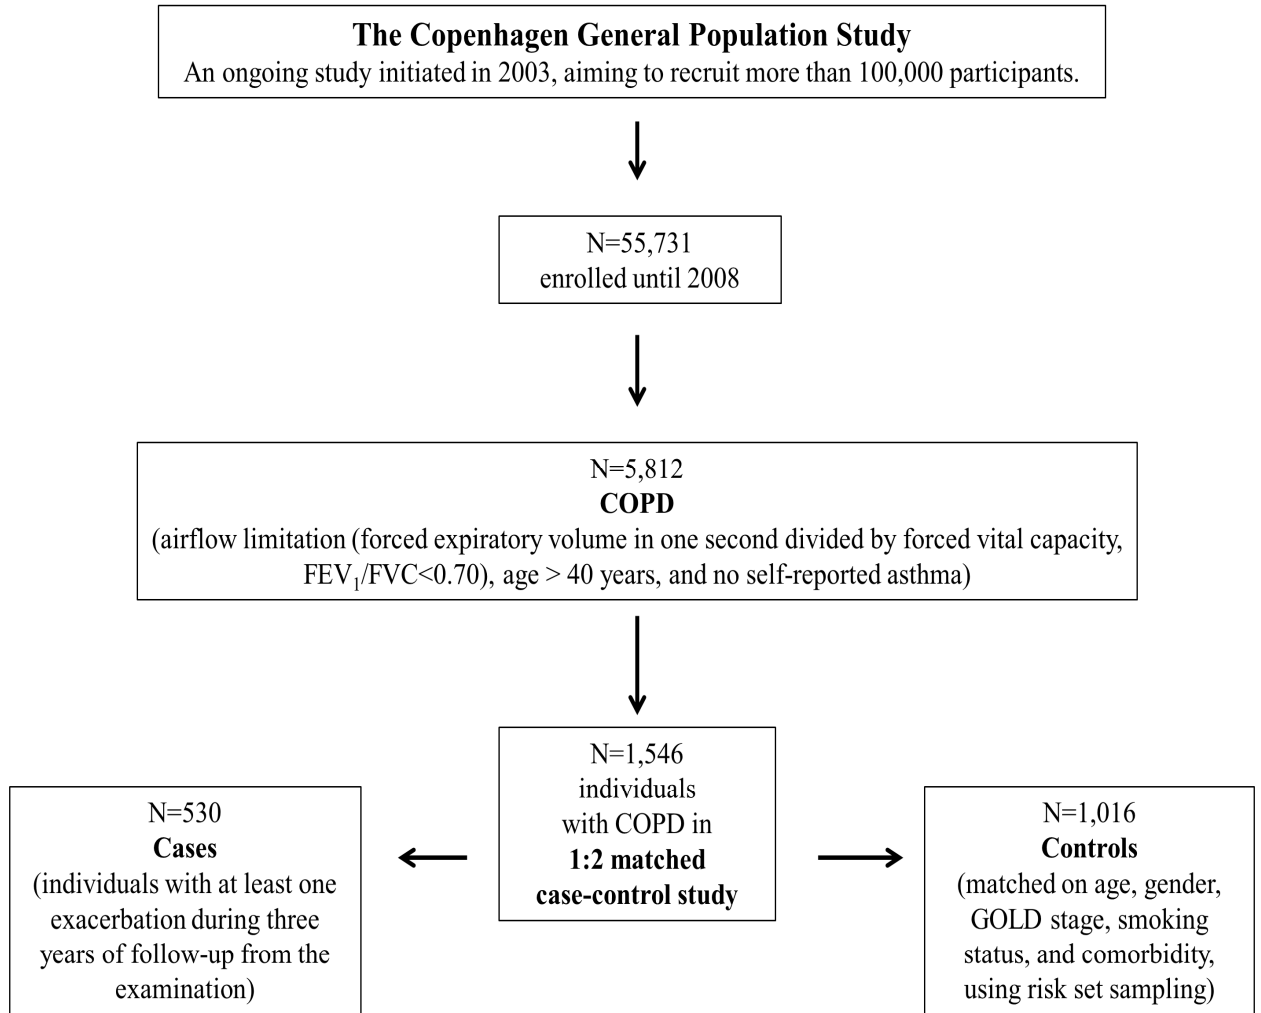 The Copenhagen General Population Study
An ongoing study initiated in 2003, aiming to recruit more than 100,000 participants.
N=55,731
enrolled until 2008
N=5,812
COPD
(airflow limitation (forced expiratory volume in one second divided by forced vital capacity,
FEV₁/FVC<0.70), age > 40 years, and no self-reported asthma)
N=1,546
individuals
with COPD in
1:2 matched
case-control study
N=530
Cases
(individuals with at least one
exacerbation during three
years of follow-up from the
examination)
N=1,016
Controls
(matched on age, gender,
GOLD stage, smoking
status, and comorbidity,
using risk set sampling)